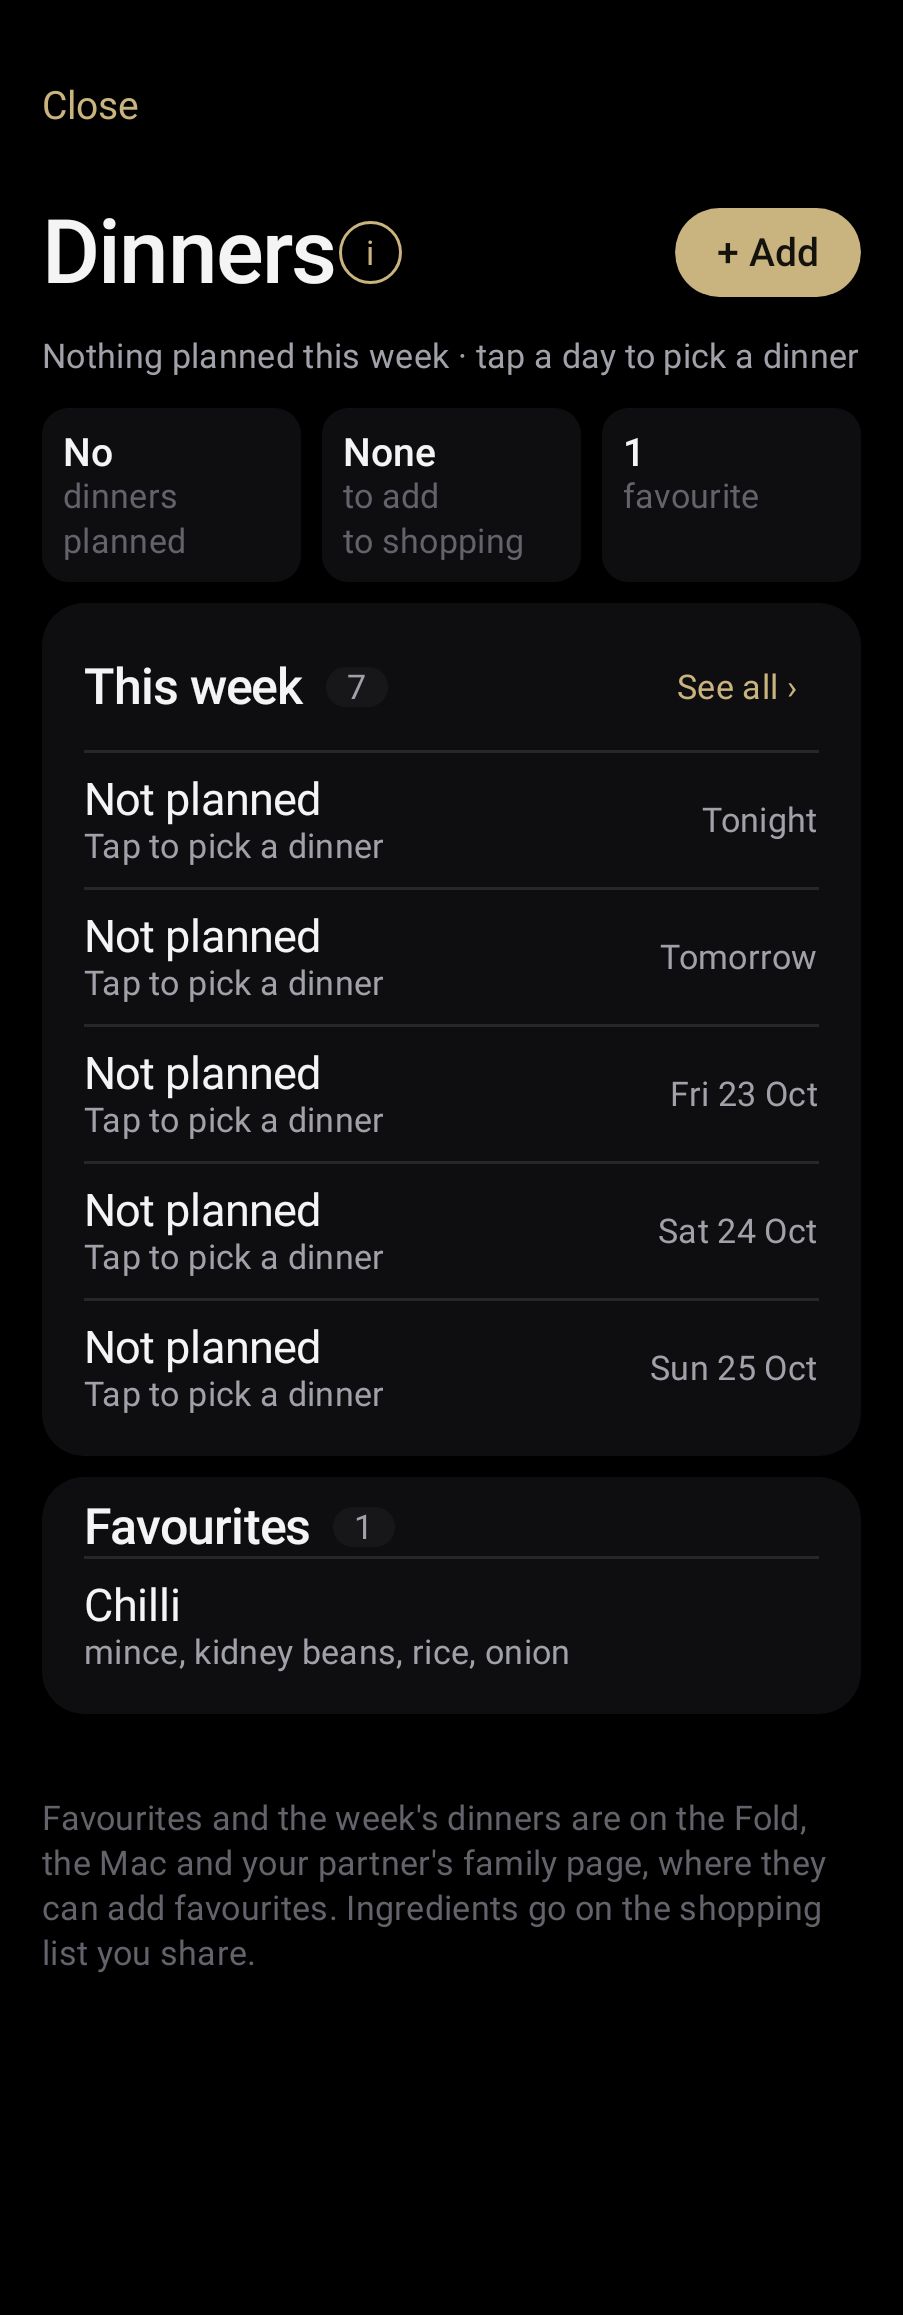 Close
Dinners i
+ Add
Nothing planned this week · tap a day to pick a dinner
No
dinners
planned
None
to add
to shopping
1
favourite
This week 7
See all ›
Not planned
Tap to pick a dinner
Tonight
Not planned
Tap to pick a dinner
Tomorrow
Not planned
Tap to pick a dinner
Fri 23 Oct
Not planned
Tap to pick a dinner
Sat 24 Oct
Not planned
Tap to pick a dinner
Sun 25 Oct
Favourites 1
Chilli
mince, kidney beans, rice, onion
Favourites and the week's dinners are on the Fold,
the Mac and your partner's family page, where they
can add favourites. Ingredients go on the shopping
list you share.